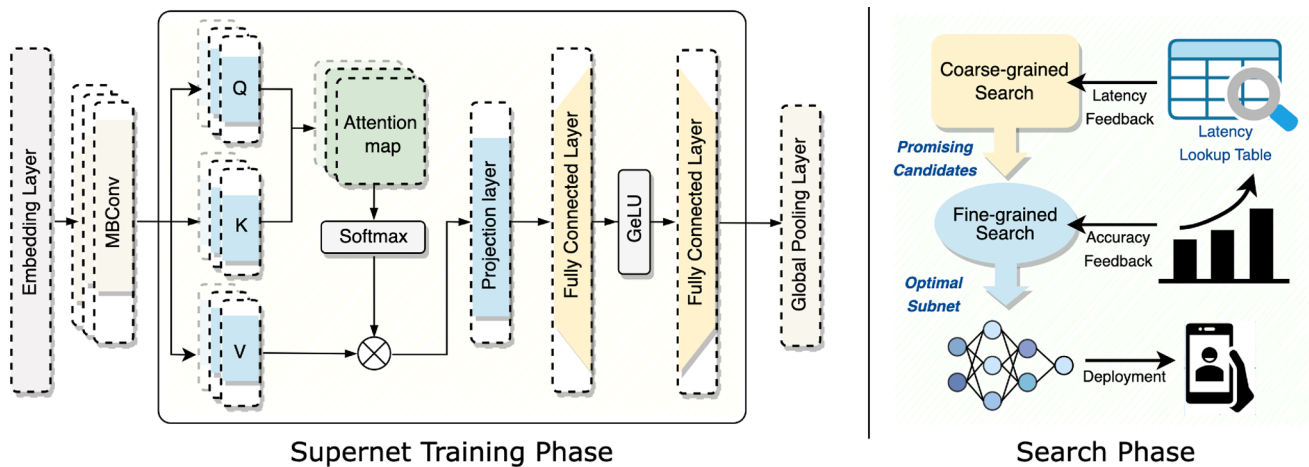 Embedding Layer
MBConv
Q
K
V
Attention
map
Softmax
Projection layer
Fully Connected Layer
GeLU
Fully Connected Layer
Global Pooling Layer
Supernet Training Phase
Coarse-grained
Search
Latency
Feedback
Latency
Lookup Table
Promising
Candidates
Fine-grained
Search
Accuracy
Feedback
Optimal
Subnet
Deployment
Search Phase